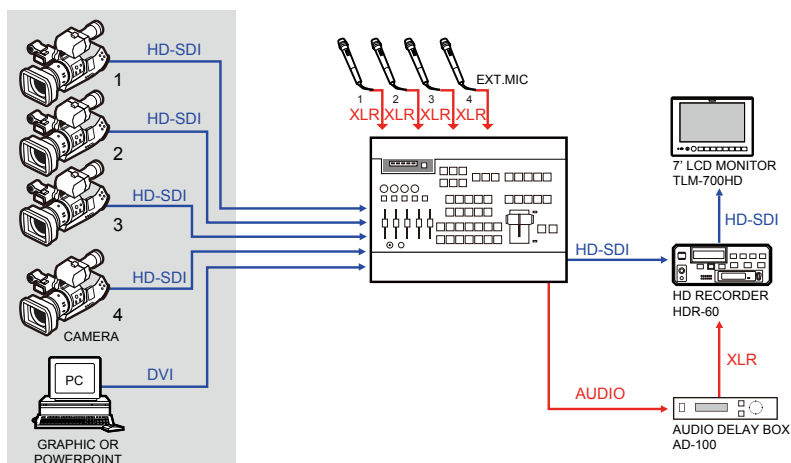 HD-SDI
1
HD-SDI
2
HD-SDI
3
HD-SDI
4
CAMERA
PC
DVI
GRAPHIC OR
POWERPOINT
EXT.MIC
1 2 3 4
XLR XLR XLR XLR
HD-SDI
AUDIO
7' LCD MONITOR
TLM-700HD
HD-SDI
HD RECORDER
HDR-60
XLR
AUDIO DELAY BOX
AD-100